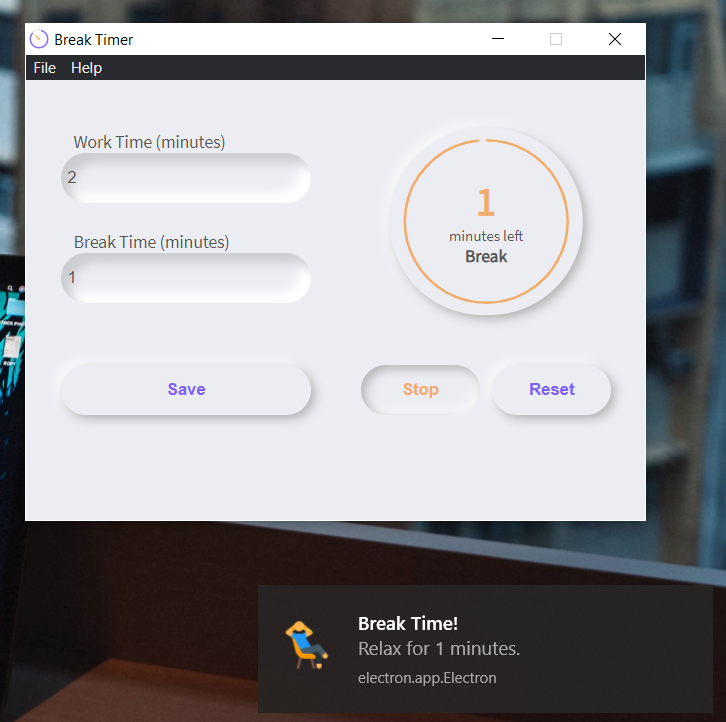 Break Timer
File Help
Work Time (minutes)
2
Break Time (minutes)
1
1
minutes left
Break
Save
Stop
Reset
Break Time!
Relax for 1 minutes.
electron.app.Electron